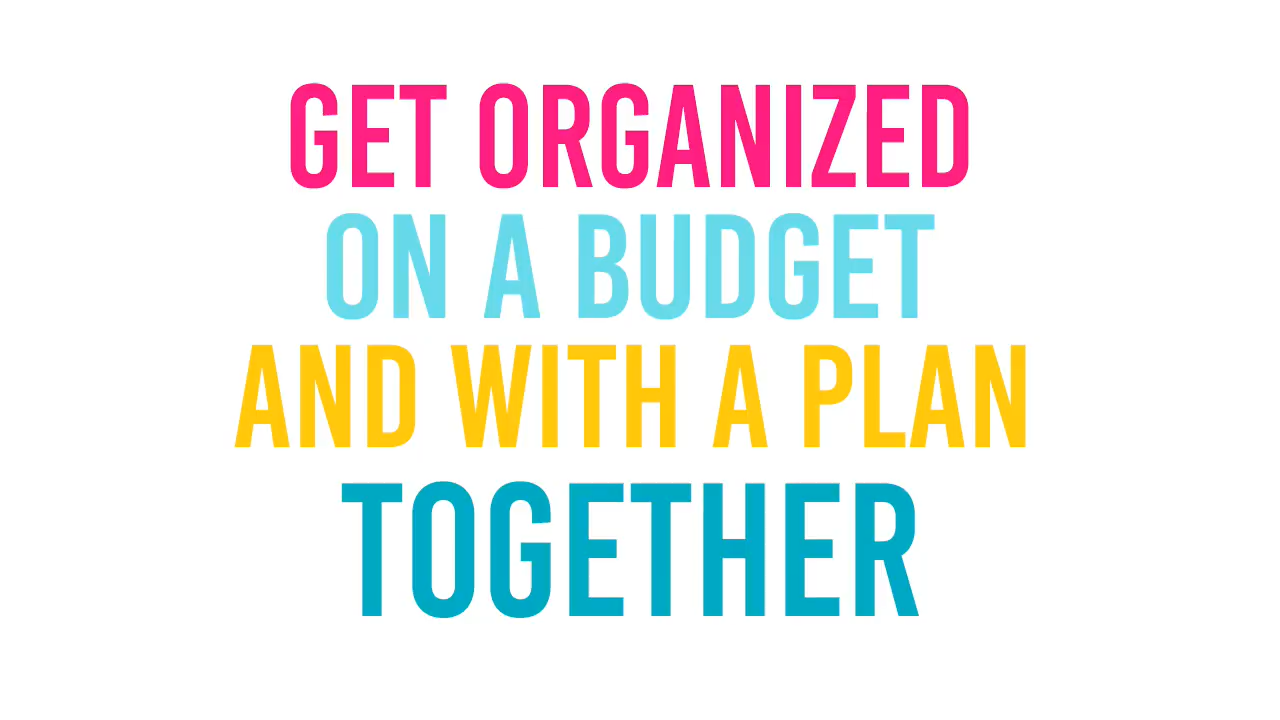 GET ORGANIZED
ON A BUDGET
AND WITH A PLAN
TOGETHER